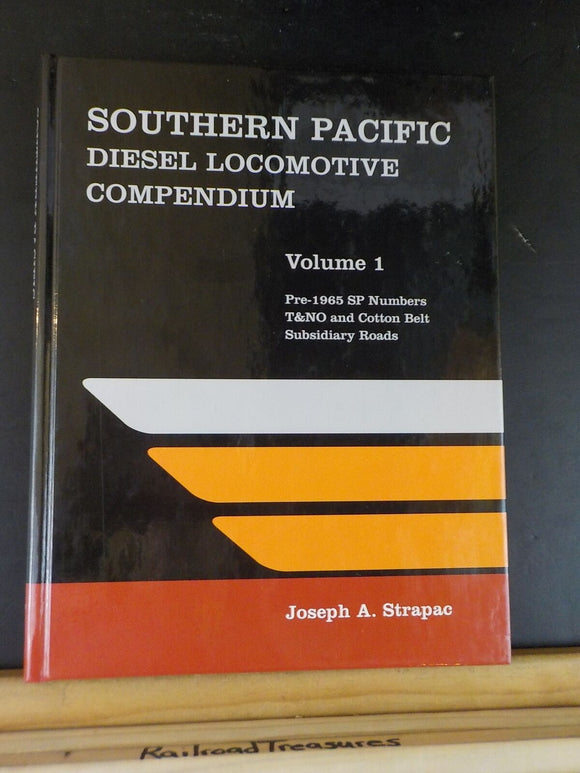 SOUTHERN PACIFIC
DIESEL LOCOMOTIVE
COMPENDIUM
Volume 1
Pre-1965 SP Numbers
T&NO and Cotton Belt
Subsidiary Roads
Joseph A. Strapac
RailroadTreasures